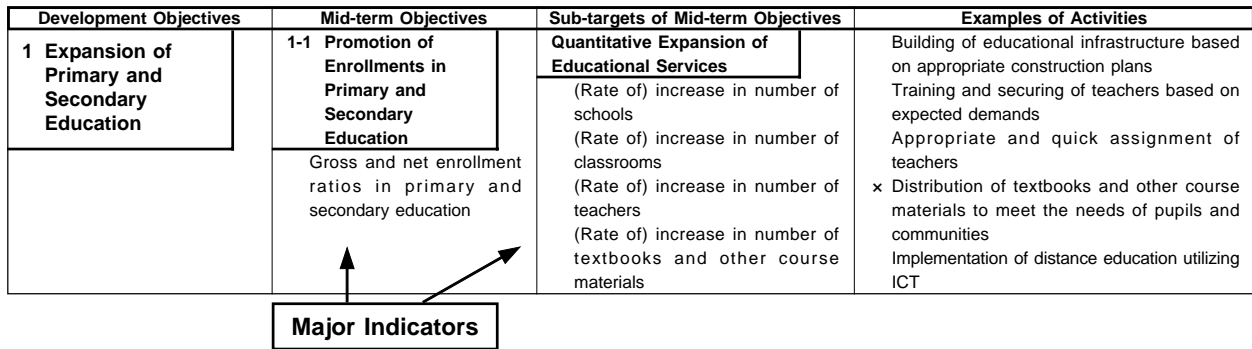 Development Objectives
Mid-term Objectives
Sub-targets of Mid-term Objectives
Examples of Activities
1 Expansion of
Primary and
Secondary
Education
1-1 Promotion of
Enrollments in
Primary and
Secondary
Education
Gross and net enrollment
ratios in primary and
secondary education
Quantitative Expansion of
Educational Services
(Rate of) increase in number of
schools
(Rate of) increase in number of
classrooms
(Rate of) increase in number of
teachers
(Rate of) increase in number of
textbooks and other course
materials
Building of educational infrastructure based
on appropriate construction plans
Training and securing of teachers based on
expected demands
Appropriate and quick assignment of
teachers
× Distribution of textbooks and other course
materials to meet the needs of pupils and
communities
Implementation of distance education utilizing
ICT
Major Indicators